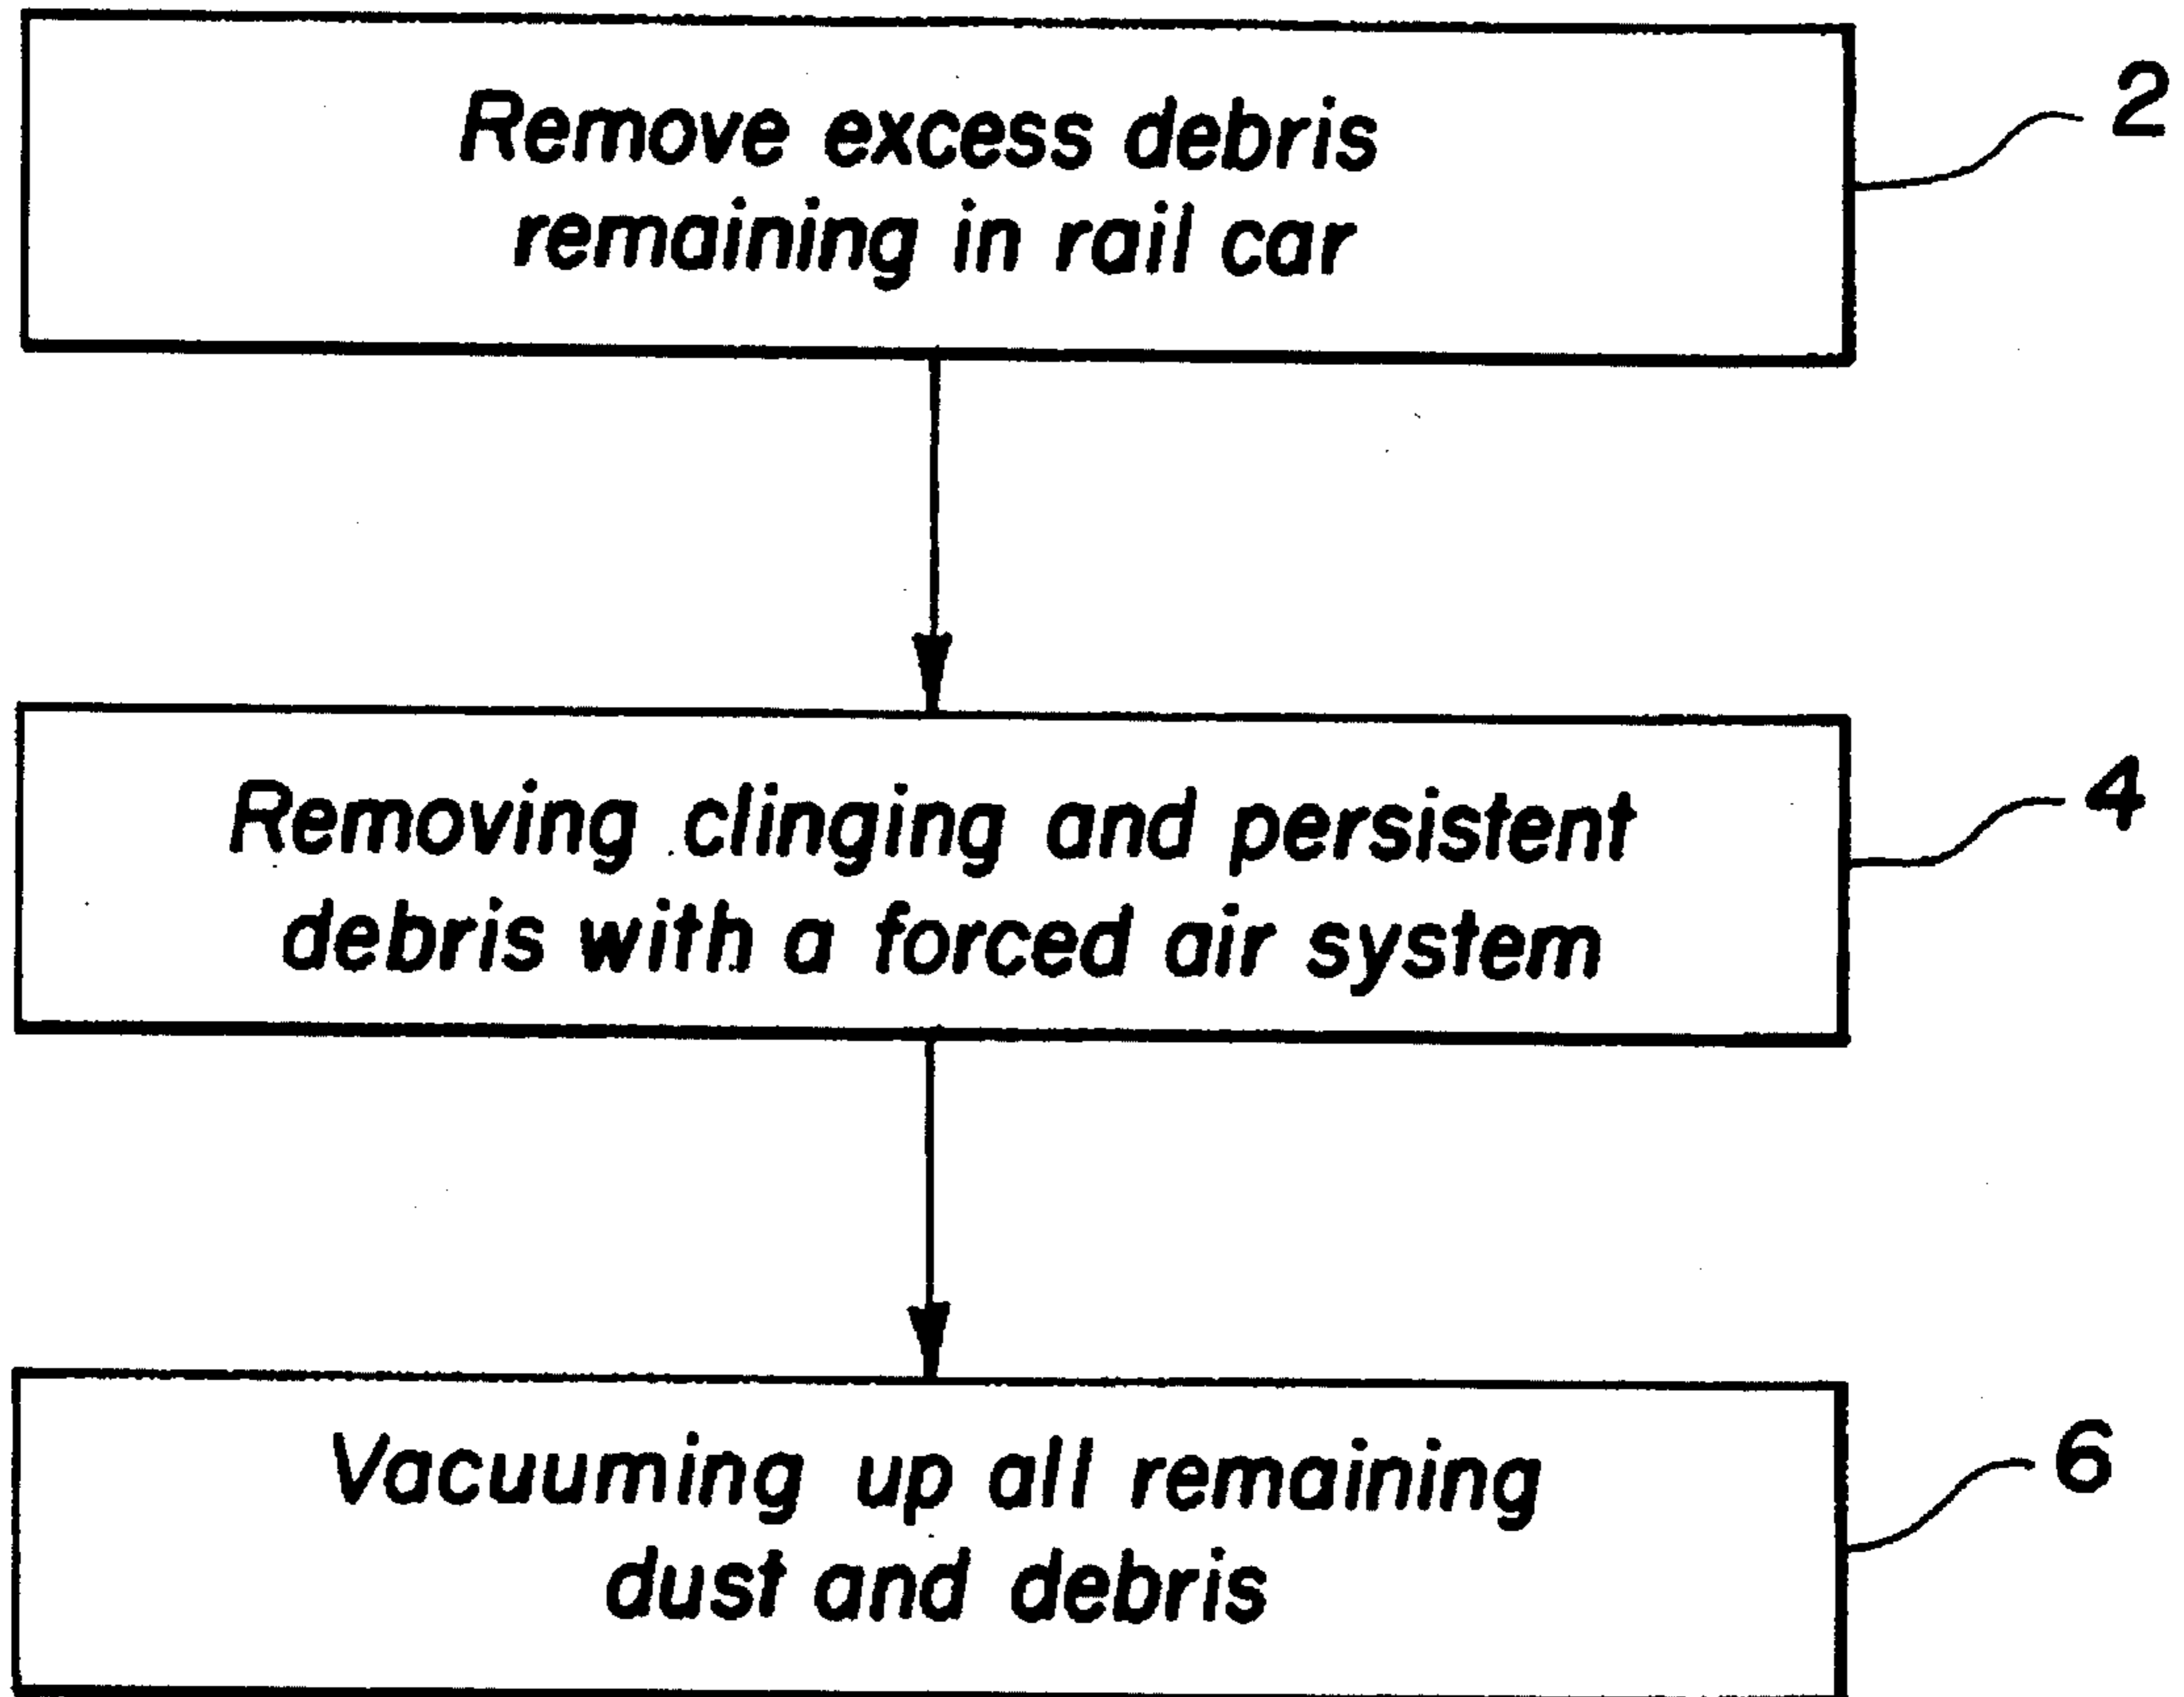 Remove excess debris
remaining in rail car
2
Removing clinging and persistent
debris with a forced air system
4
Vacuuming up all remaining
dust and debris
6